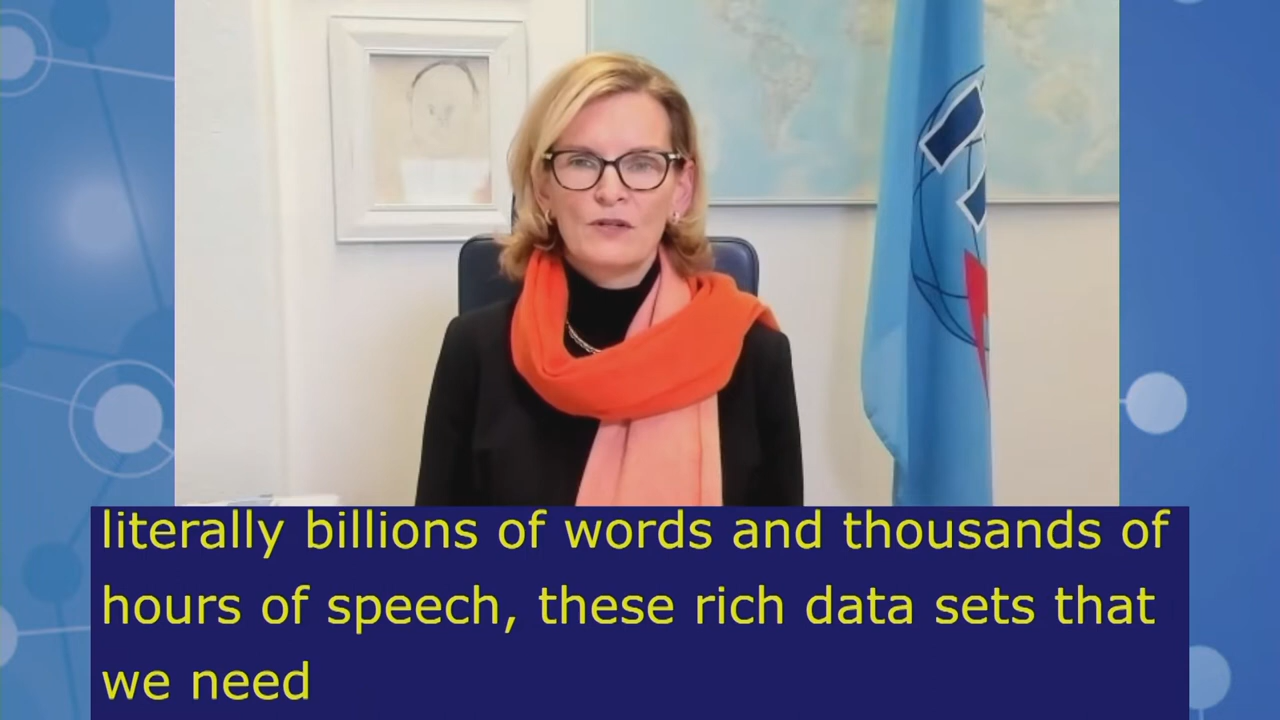 literally billions of words and thousands of
hours of speech, these rich data sets that
we need